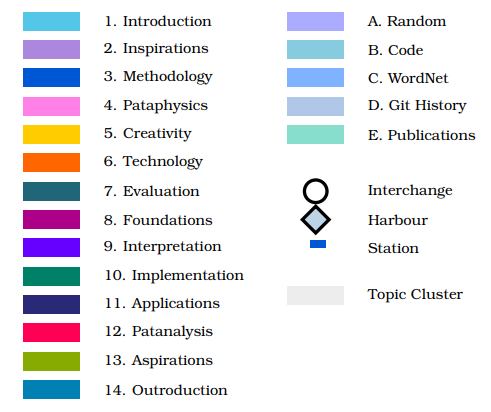 1. Introduction
2. Inspirations
3. Methodology
4. Pataphysics
5. Creativity
6. Technology
7. Evaluation
8. Foundations
9. Interpretation
10. Implementation
11. Applications
12. Patanalysis
13. Aspirations
14. Outroduction
A. Random
B. Code
C. WordNet
D. Git History
E. Publications
Interchange
Harbour
Station
Topic Cluster